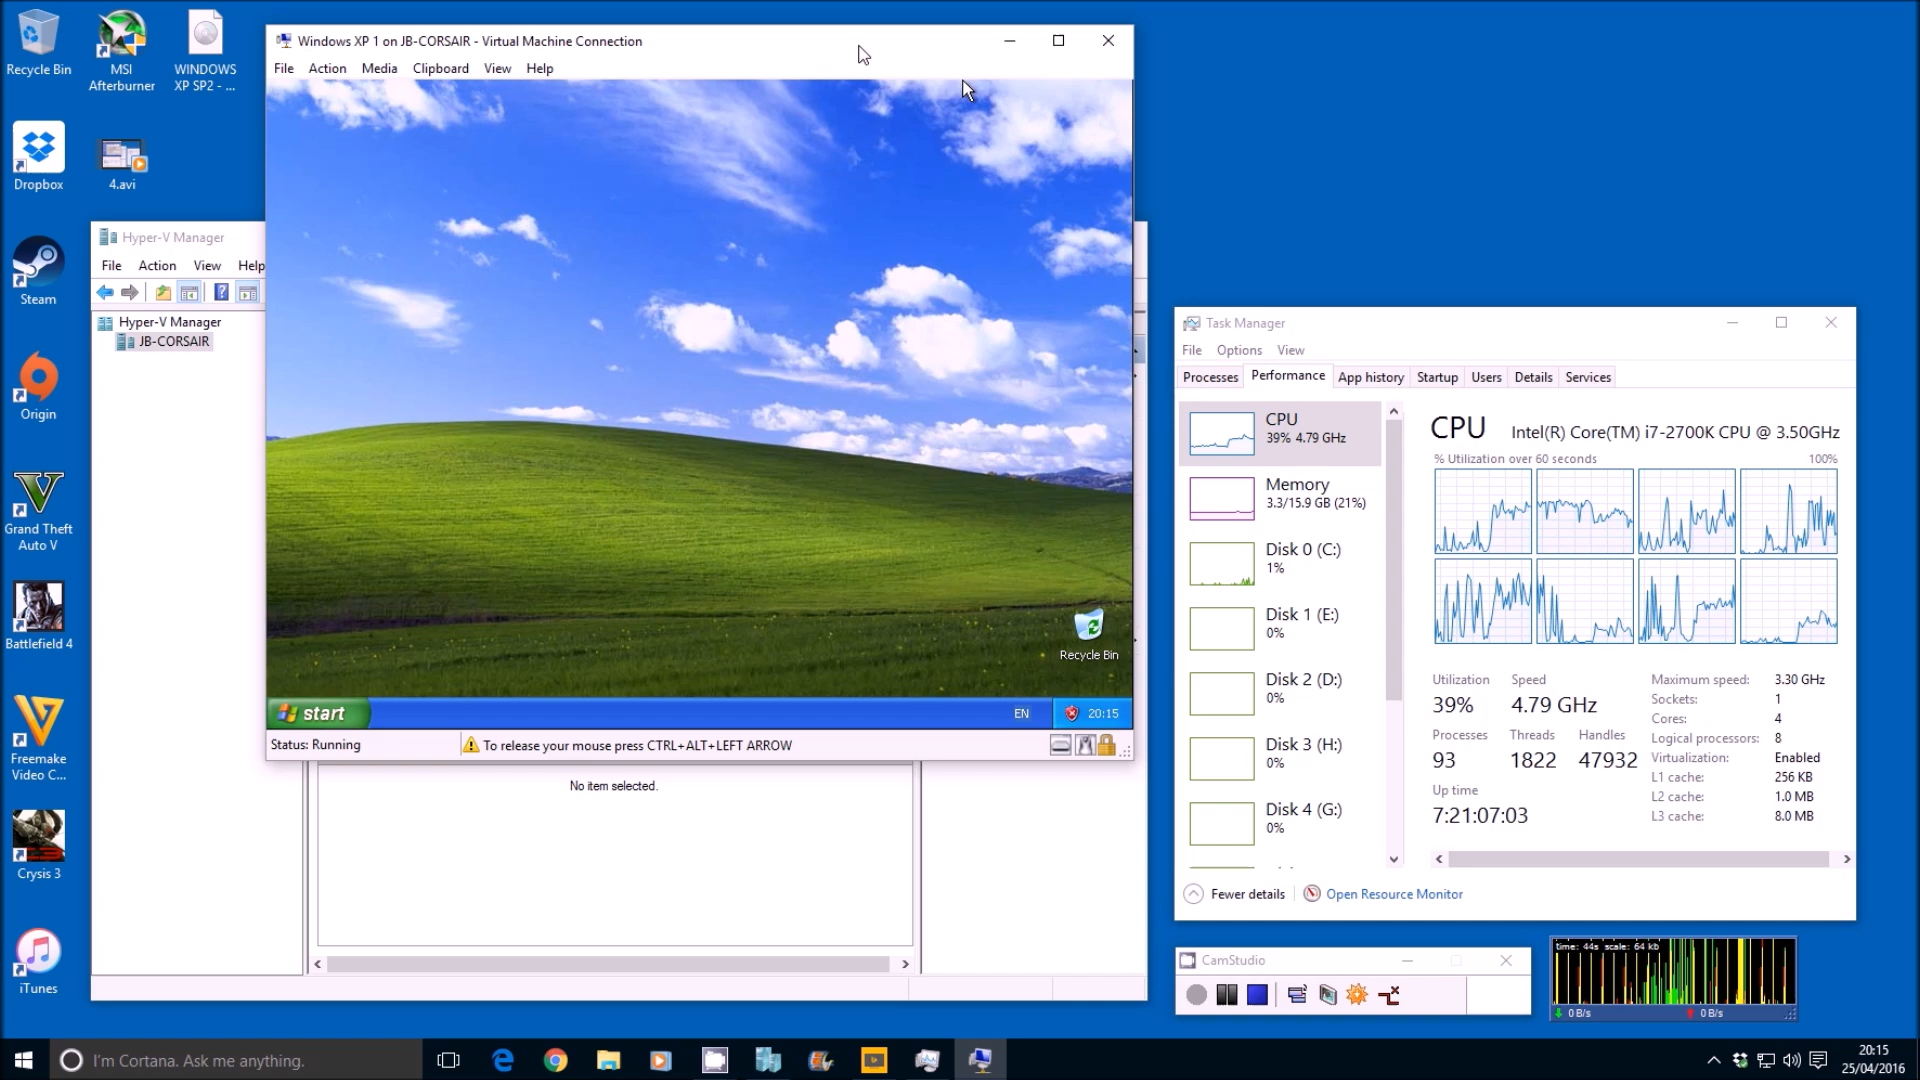 Recycle Bin
MSI
Afterburner
WINDOWS
XP SP2 - ...
Dropbox
4.avi
Steam
Origin
Grand Theft
Auto V
Battlefield 4
Freemake
Video C...
Crysis 3
iTunes
Windows XP 1 on JB-CORSAIR - Virtual Machine Connection
File Action Media Clipboard View Help
Recycle Bin
start
EN
20:15
Status: Running
To release your mouse press CTRL+ALT+LEFT ARROW
Hyper-V Manager
File Action View Help
Hyper-V Manager
JB-CORSAIR
No item selected.
Task Manager
File Options View
Processes Performance App history Startup Users Details Services
CPU
39% 4.79 GHz
Memory
3.3/15.9 GB (21%)
Disk 0 (C:)
1%
Disk 1 (E:)
0%
Disk 2 (D:)
0%
Disk 3 (H:)
0%
Disk 4 (G:)
0%
CPU Intel(R) Core(TM) i7-2700K CPU @ 3.50GHz
% Utilization over 60 seconds 100%
Utilization Speed
39% 4.79 GHz
Processes Threads Handles
93 1822 47932
Up time
7:21:07:03
Maximum speed: 3.30 GHz
Sockets: 1
Cores: 4
Logical processors: 8
Virtualization: Enabled
L1 cache: 256 KB
L2 cache: 1.0 MB
L3 cache: 8.0 MB
Fewer details Open Resource Monitor
CamStudio
time: 44s scale: 64 kb
0 B/s 0 B/s
I'm Cortana. Ask me anything.
20:15
25/04/2016